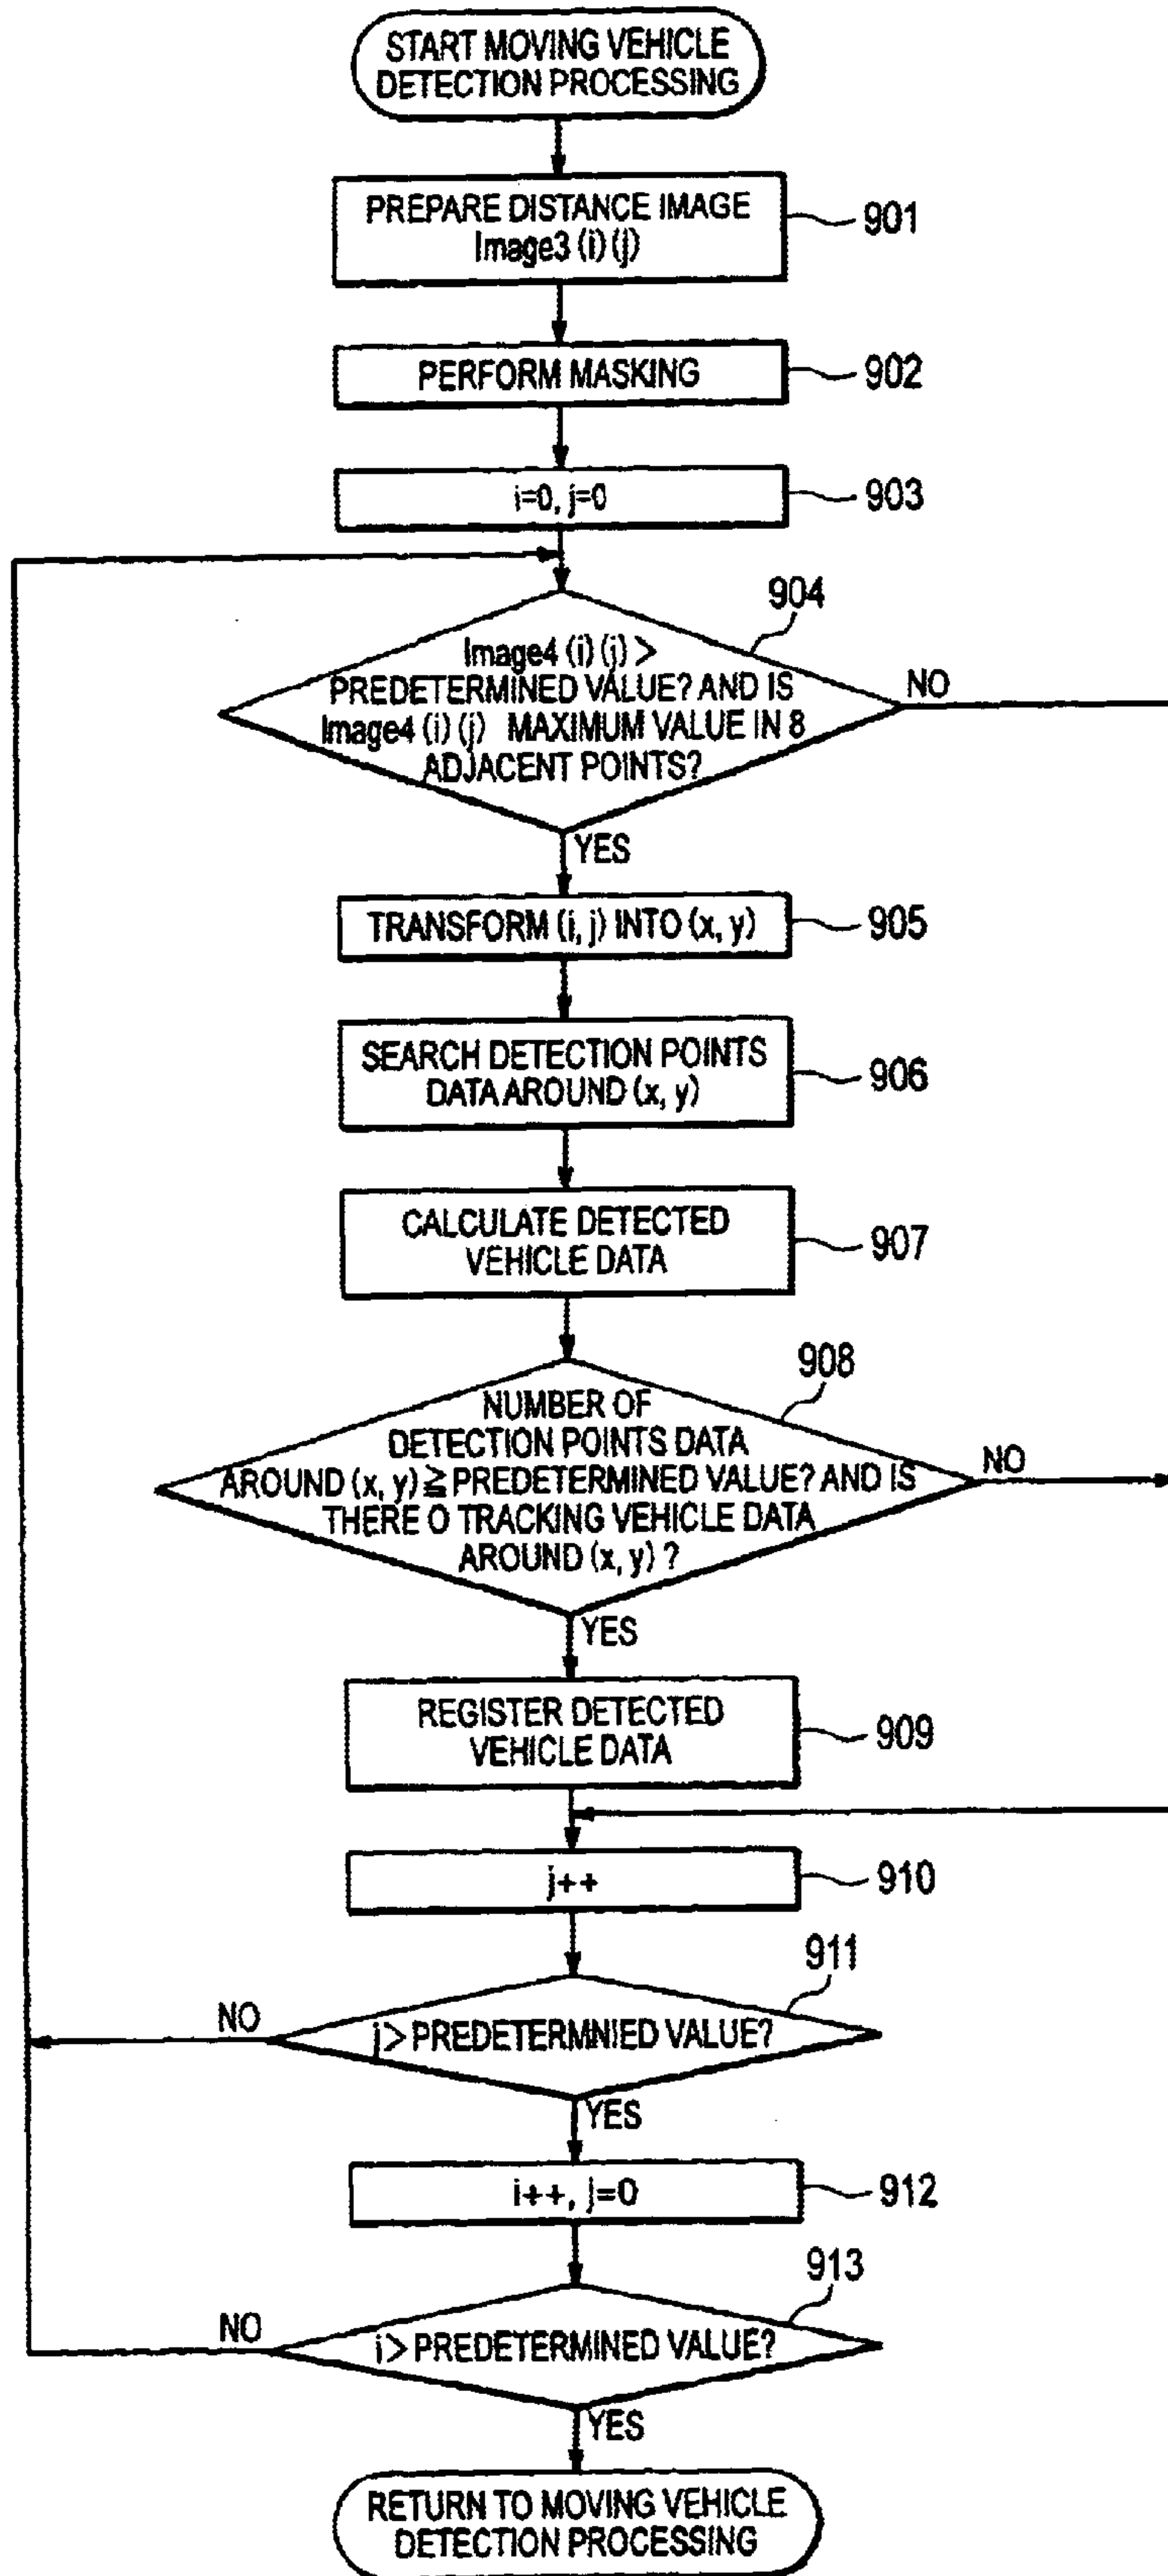 START MOVING VEHICLE
DETECTION PROCESSING
PREPARE DISTANCE IMAGE
Image3 (i) (j)
901
PERFORM MASKING
902
i=0, j=0
903
904
Image4 (i) (j) >
PREDETERMINED VALUE? AND IS
Image4 (i) (j) MAXIMUM VALUE IN 8
ADJACENT POINTS?
NO
YES
TRANSFORM (i, j) INTO (x, y)
905
SEARCH DETECTION POINTS
DATA AROUND (x, y)
906
CALCULATE DETECTED
VEHICLE DATA
907
908
NUMBER OF
DETECTION POINTS DATA
AROUND (x, y) ≧ PREDETERMINED VALUE? AND IS
THERE 0 TRACKING VEHICLE DATA
AROUND (x, y) ?
NO
YES
REGISTER DETECTED
VEHICLE DATA
909
j++
910
911
NO
j > PREDETERMNIED VALUE?
YES
i++, j=0
912
913
NO
i > PREDETERMINED VALUE?
YES
RETURN TO MOVING VEHICLE
DETECTION PROCESSING